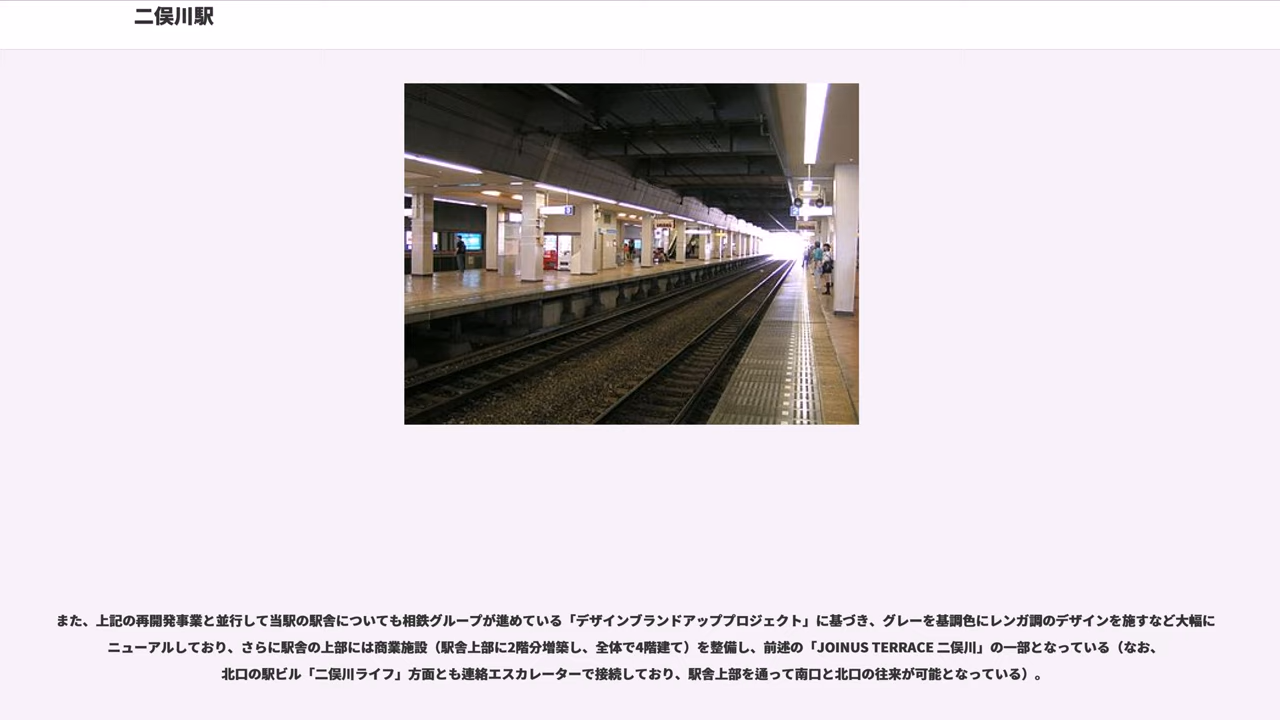 二俣川駅
また、上記の再開発事業と並行して当駅の駅舎についても相鉄グループが進めている「デザインブランドアッププロジェクト」に基づき、グレーを基調色にレンガ調のデザインを施すなど大幅に
ニューアルしており、さらに駅舎の上部には商業施設（駅舎上部に2階分増築し、全体で4階建て）を整備し、前述の「JOINUS TERRACE 二俣川」の一部となっている（なお、
北口の駅ビル「二俣川ライフ」方面とも連絡エスカレーターで接続しており、駅舎上部を通って南口と北口の往来が可能となっている）。